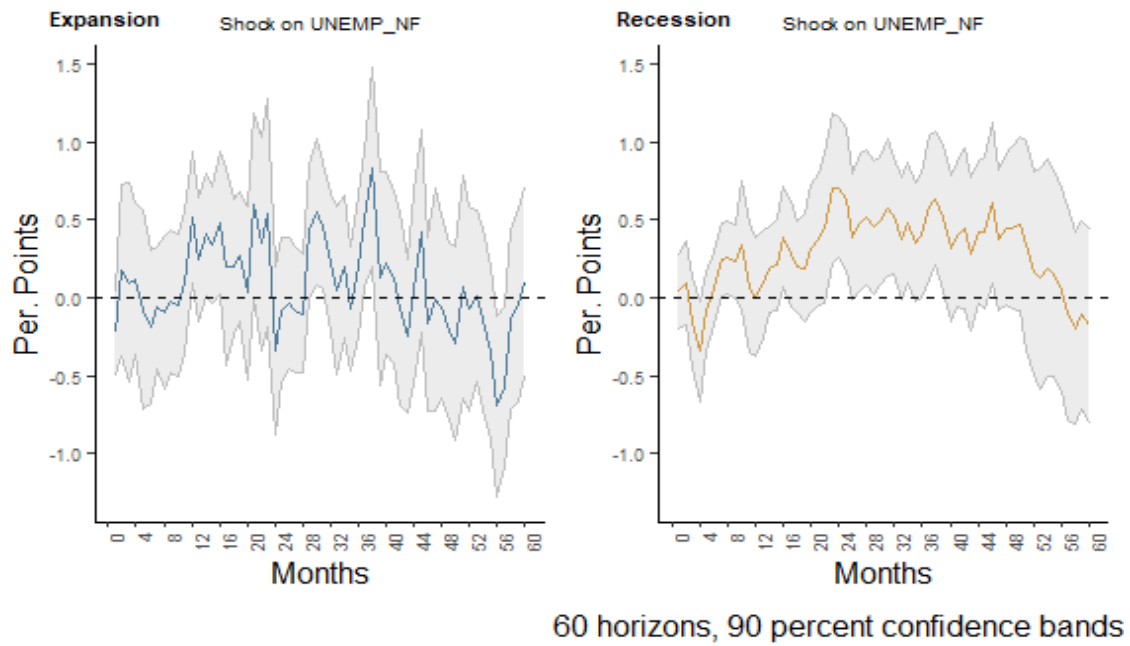 Expansion
Shock on UNEMP_NF
1.5
1.0
0.5
0.0
-0.5
-1.0
Per. Points
0 4 8 12 16 20 24 28 32 36 40 44 48 52 56 60
Months
Recession
Shock on UNEMP_NF
1.5
1.0
0.5
0.0
-0.5
-1.0
Per. Points
0 4 8 12 16 20 24 28 32 36 40 44 48 52 56 60
Months
60 horizons, 90 percent confidence bands